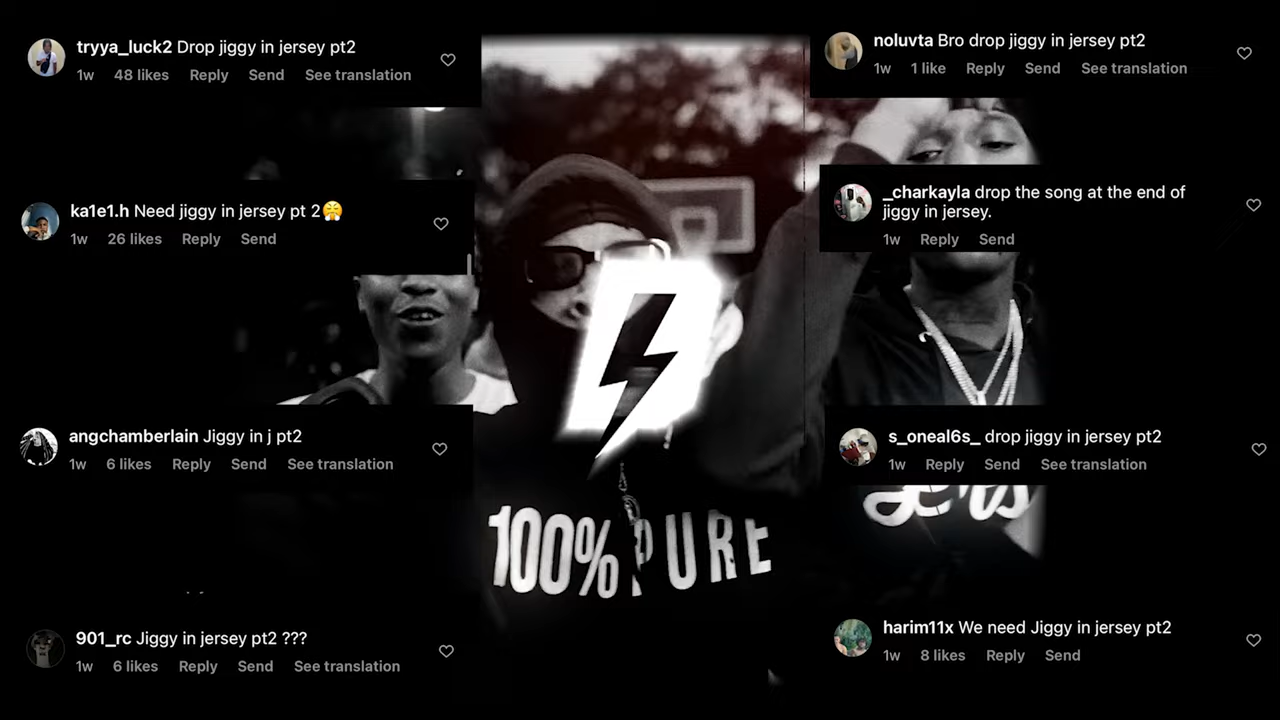 tryya_luck2 Drop jiggy in jersey pt2
1w 48 likes Reply Send See translation
ka1e1.h Need jiggy in jersey pt 2😤
1w 26 likes Reply Send
angchamberlain Jiggy in j pt2
1w 6 likes Reply Send See translation
901_rc Jiggy in jersey pt2 ???
1w 6 likes Reply Send See translation
100% PURE
noluvta Bro drop jiggy in jersey pt2
1w 1 like Reply Send See translation
_charkayla drop the song at the end of
jiggy in jersey.
1w Reply Send
s_oneal6s_ drop jiggy in jersey pt2
1w Reply Send See translation
harim11x We need Jiggy in jersey pt2
1w 8 likes Reply Send